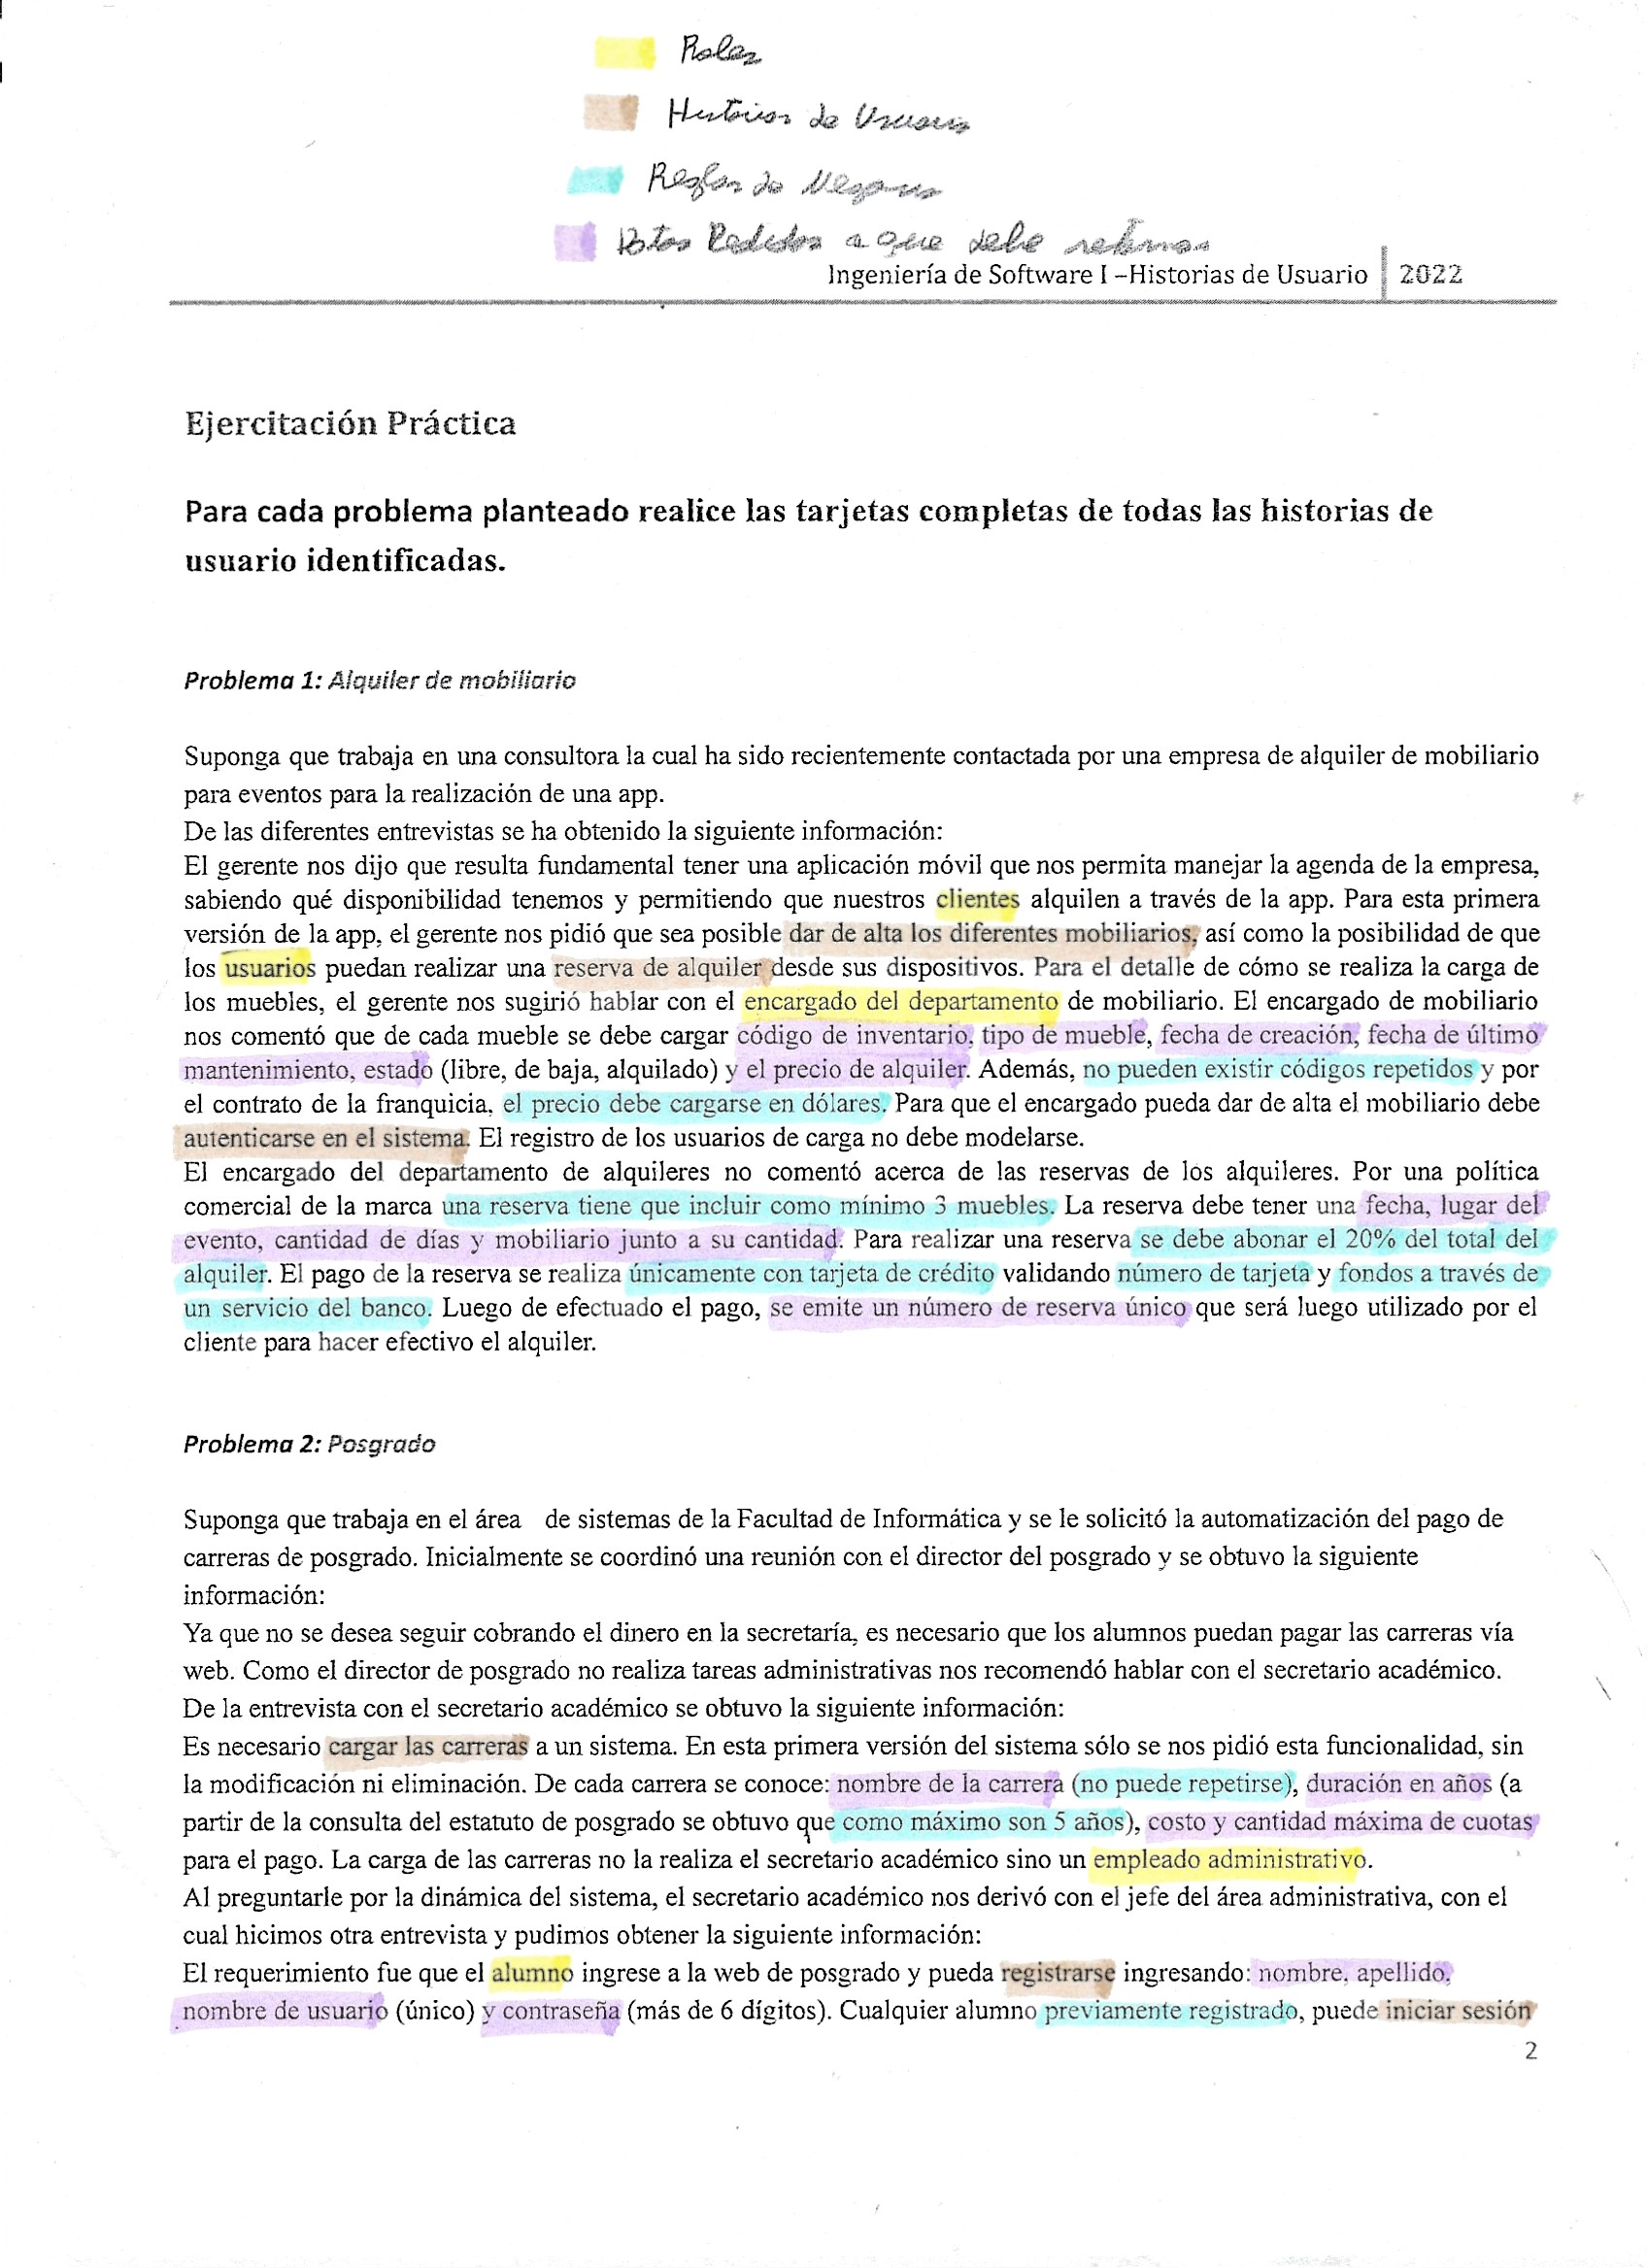 Roles
Historias de Usuario
Reglas de Negocio
Datos Pedidos a que debe retornar
Ingeniería de Software I –Historias de Usuario 2022
Ejercitación Práctica
Para cada problema planteado realice las tarjetas completas de todas las historias de
usuario identificadas.
Problema 1: Alquiler de mobiliario
Suponga que trabaja en una consultora la cual ha sido recientemente contactada por una empresa de alquiler de mobiliario
para eventos para la realización de una app.
De las diferentes entrevistas se ha obtenido la siguiente información:
El gerente nos dijo que resulta fundamental tener una aplicación móvil que nos permita manejar la agenda de la empresa,
sabiendo qué disponibilidad tenemos y permitiendo que nuestros clientes alquilen a través de la app. Para esta primera
versión de la app, el gerente nos pidió que sea posible dar de alta los diferentes mobiliarios, así como la posibilidad de que
los usuarios puedan realizar una reserva de alquiler desde sus dispositivos. Para el detalle de cómo se realiza la carga de
los muebles, el gerente nos sugirió hablar con el encargado del departamento de mobiliario. El encargado de mobiliario
nos comentó que de cada mueble se debe cargar código de inventario, tipo de mueble, fecha de creación, fecha de último
mantenimiento, estado (libre, de baja, alquilado) y el precio de alquiler. Además, no pueden existir códigos repetidos y por
el contrato de la franquicia, el precio debe cargarse en dólares. Para que el encargado pueda dar de alta el mobiliario debe
autenticarse en el sistema. El registro de los usuarios de carga no debe modelarse.
El encargado del departamento de alquileres no comentó acerca de las reservas de los alquileres. Por una política
comercial de la marca una reserva tiene que incluir como mínimo 3 muebles. La reserva debe tener una fecha, lugar del
evento, cantidad de días y mobiliario junto a su cantidad. Para realizar una reserva se debe abonar el 20% del total del
alquiler. El pago de la reserva se realiza únicamente con tarjeta de crédito validando número de tarjeta y fondos a través de
un servicio del banco. Luego de efectuado el pago, se emite un número de reserva único que será luego utilizado por el
cliente para hacer efectivo el alquiler.
Problema 2: Posgrado
Suponga que trabaja en el área de sistemas de la Facultad de Informática y se le solicitó la automatización del pago de
carreras de posgrado. Inicialmente se coordinó una reunión con el director del posgrado y se obtuvo la siguiente
información:
Ya que no se desea seguir cobrando el dinero en la secretaría, es necesario que los alumnos puedan pagar las carreras vía
web. Como el director de posgrado no realiza tareas administrativas nos recomendó hablar con el secretario académico.
De la entrevista con el secretario académico se obtuvo la siguiente información:
Es necesario cargar las carreras a un sistema. En esta primera versión del sistema sólo se nos pidió esta funcionalidad, sin
la modificación ni eliminación. De cada carrera se conoce: nombre de la carrera (no puede repetirse), duración en años (a
partir de la consulta del estatuto de posgrado se obtuvo que como máximo son 5 años), costo y cantidad máxima de cuotas
para el pago. La carga de las carreras no la realiza el secretario académico sino un empleado administrativo.
Al preguntarle por la dinámica del sistema, el secretario académico nos derivó con el jefe del área administrativa, con el
cual hicimos otra entrevista y pudimos obtener la siguiente información:
El requerimiento fue que el alumno ingrese a la web de posgrado y pueda registrarse ingresando: nombre, apellido,
nombre de usuario (único) y contraseña (más de 6 dígitos). Cualquier alumno previamente registrado, puede iniciar sesión
2